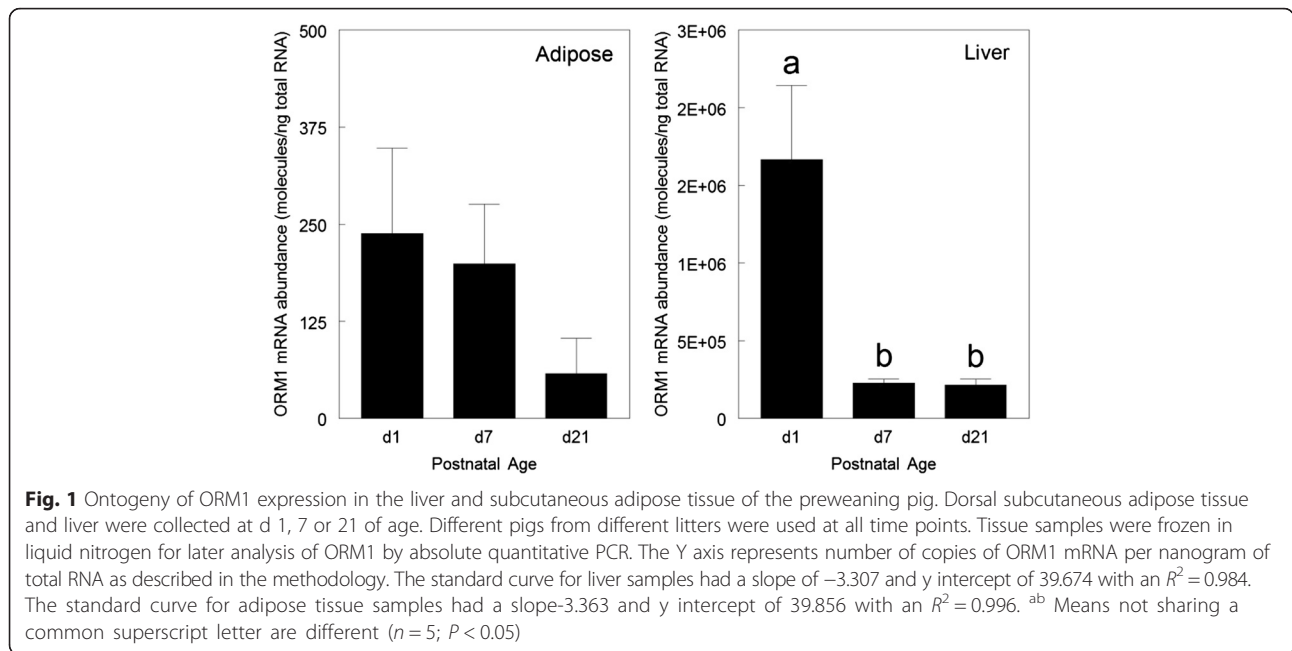 ORM1 mRNA abundance (molecules/ng total RNA)
500
375
250
125
0
Adipose
d1
d7
d21
Postnatal Age
ORM1 mRNA abundance (molecules/ng total RNA)
3E+06
2E+06
2E+06
1E+06
5E+05
0
Liver
a
b
b
d1
d7
d21
Postnatal Age
Fig. 1 Ontogeny of ORM1 expression in the liver and subcutaneous adipose tissue of the preweaning pig. Dorsal subcutaneous adipose tissue
and liver were collected at d 1, 7 or 21 of age. Different pigs from different litters were used at all time points. Tissue samples were frozen in
liquid nitrogen for later analysis of ORM1 by absolute quantitative PCR. The Y axis represents number of copies of ORM1 mRNA per nanogram of
total RNA as described in the methodology. The standard curve for liver samples had a slope of −3.307 and y intercept of 39.674 with an R² = 0.984.
The standard curve for adipose tissue samples had a slope-3.363 and y intercept of 39.856 with an R² = 0.996. ᵃᵇ Means not sharing a
common superscript letter are different (n = 5; P < 0.05)